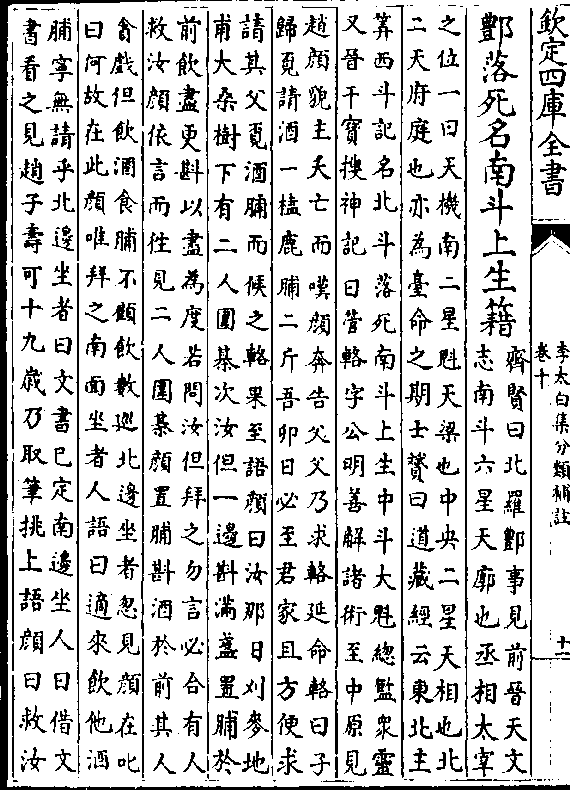 欽定四庫全書
李太白集分類補註
卷十
十二
酆落死名南斗上生籍
齊賢曰北羅酆事見前晉天文
志南斗六星天廓也丞相太宰
之位一曰天機南二星魁天梁也中央二星天相也北
二天府庭也亦為臺命之期士贇曰道藏經云東北主
筭西斗記名北斗落死南斗上生中斗大魁總監衆靈
又晉干寶搜神記曰管輅字公明善解諸術至中原見
趙顏貌主夭亡而嘆顏奔告父父乃求輅延命輅曰子
歸覓請酒一榼鹿脯二斤吾卯日必至君家且方便求
請其父覓酒脯而候之輅果至語顏曰汝那日刈麥地
甫大桑樹下有二人圍棊次汝但一邊斟滿盞置脯於
前飲盡更斟以盡為度若問汝但拜之勿言必合有人
救汝顏依言而往見二人圍棊顏置脯斟酒於前其人
貪戲但飲酒食脯不顧飲數廵北邊坐者忽見顏在叱
曰何故在此顏唯拜之南面坐者人語曰適來飲他酒
脯寧無請乎北邊坐者曰文書已定南邊坐人曰借文
書看之見趙子壽可十九歲乃取筆挑上語顏曰救汝